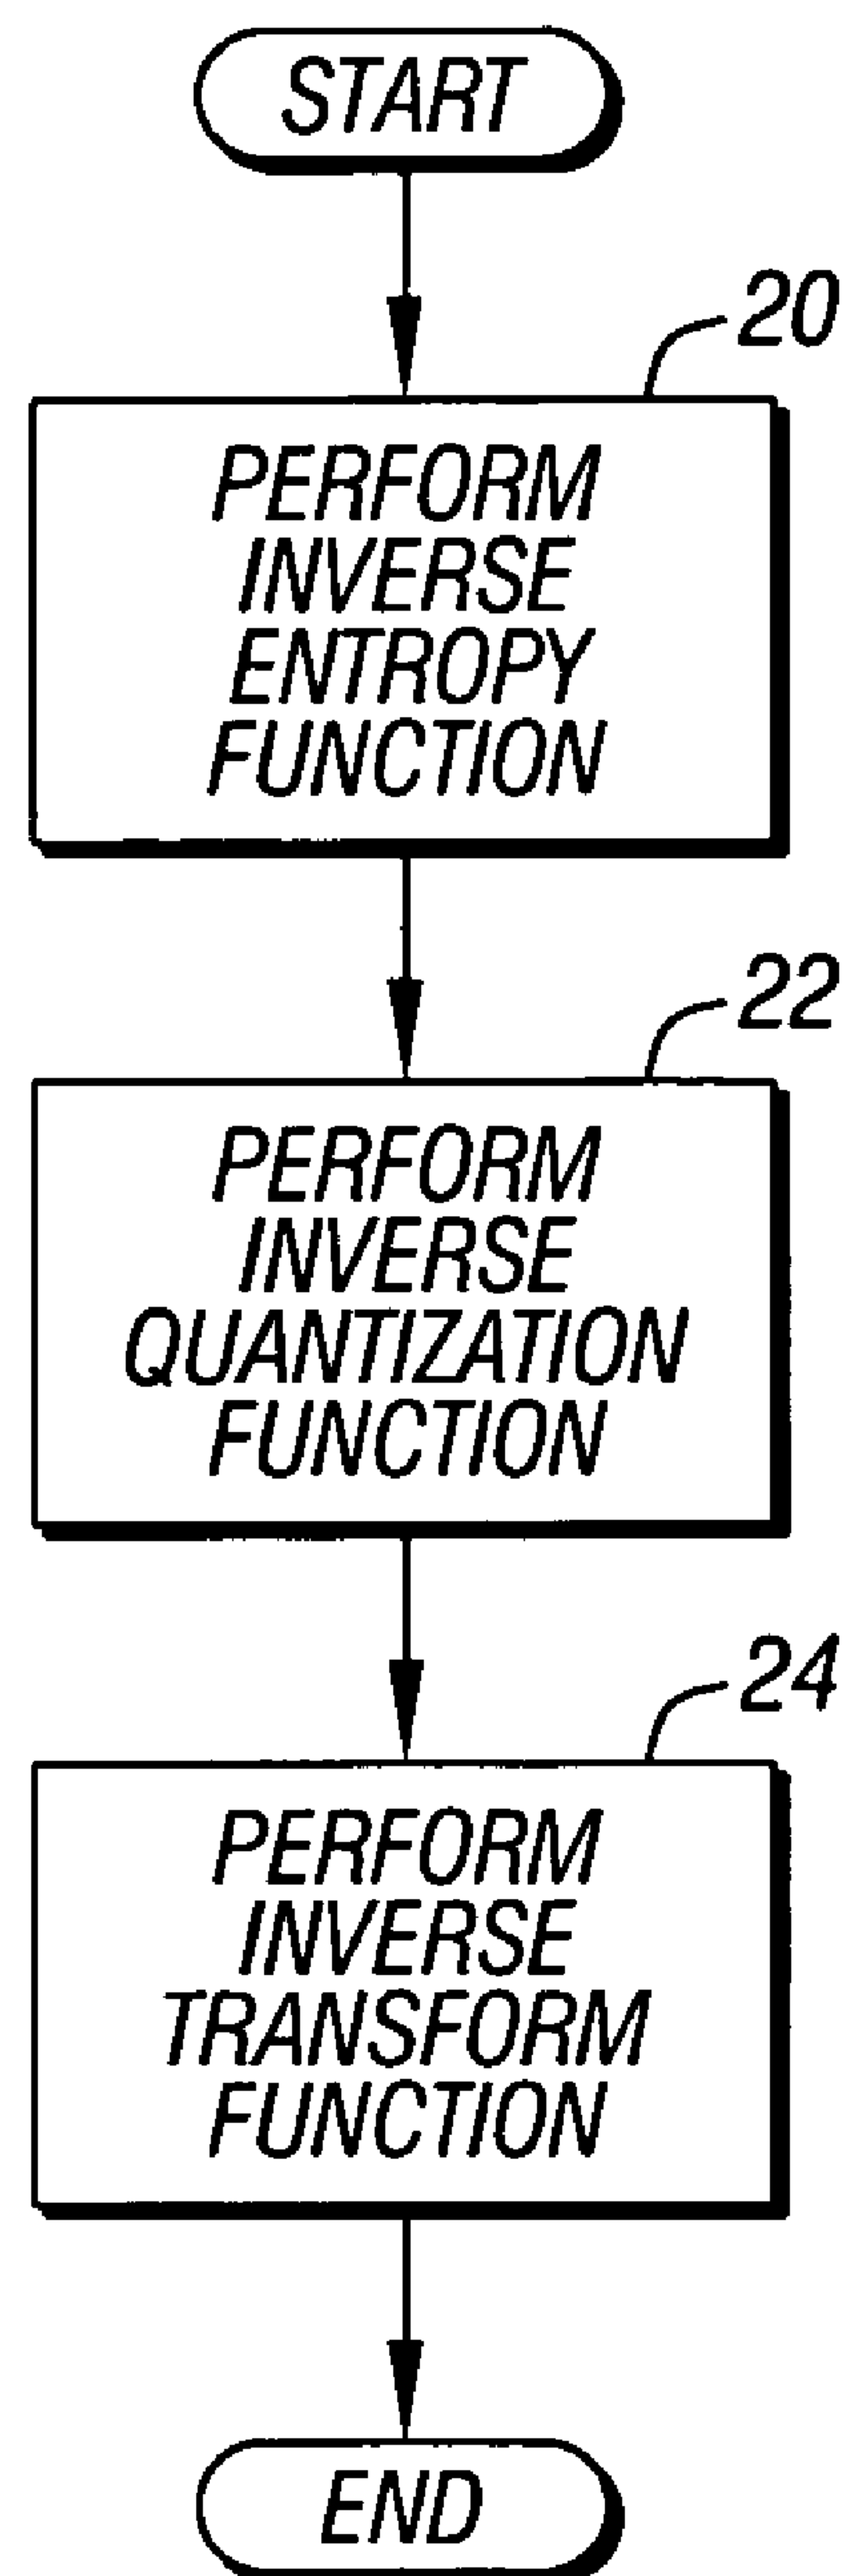 START
20
PERFORM
INVERSE
ENTROPY
FUNCTION
22
PERFORM
INVERSE
QUANTIZATION
FUNCTION
24
PERFORM
INVERSE
TRANSFORM
FUNCTION
END